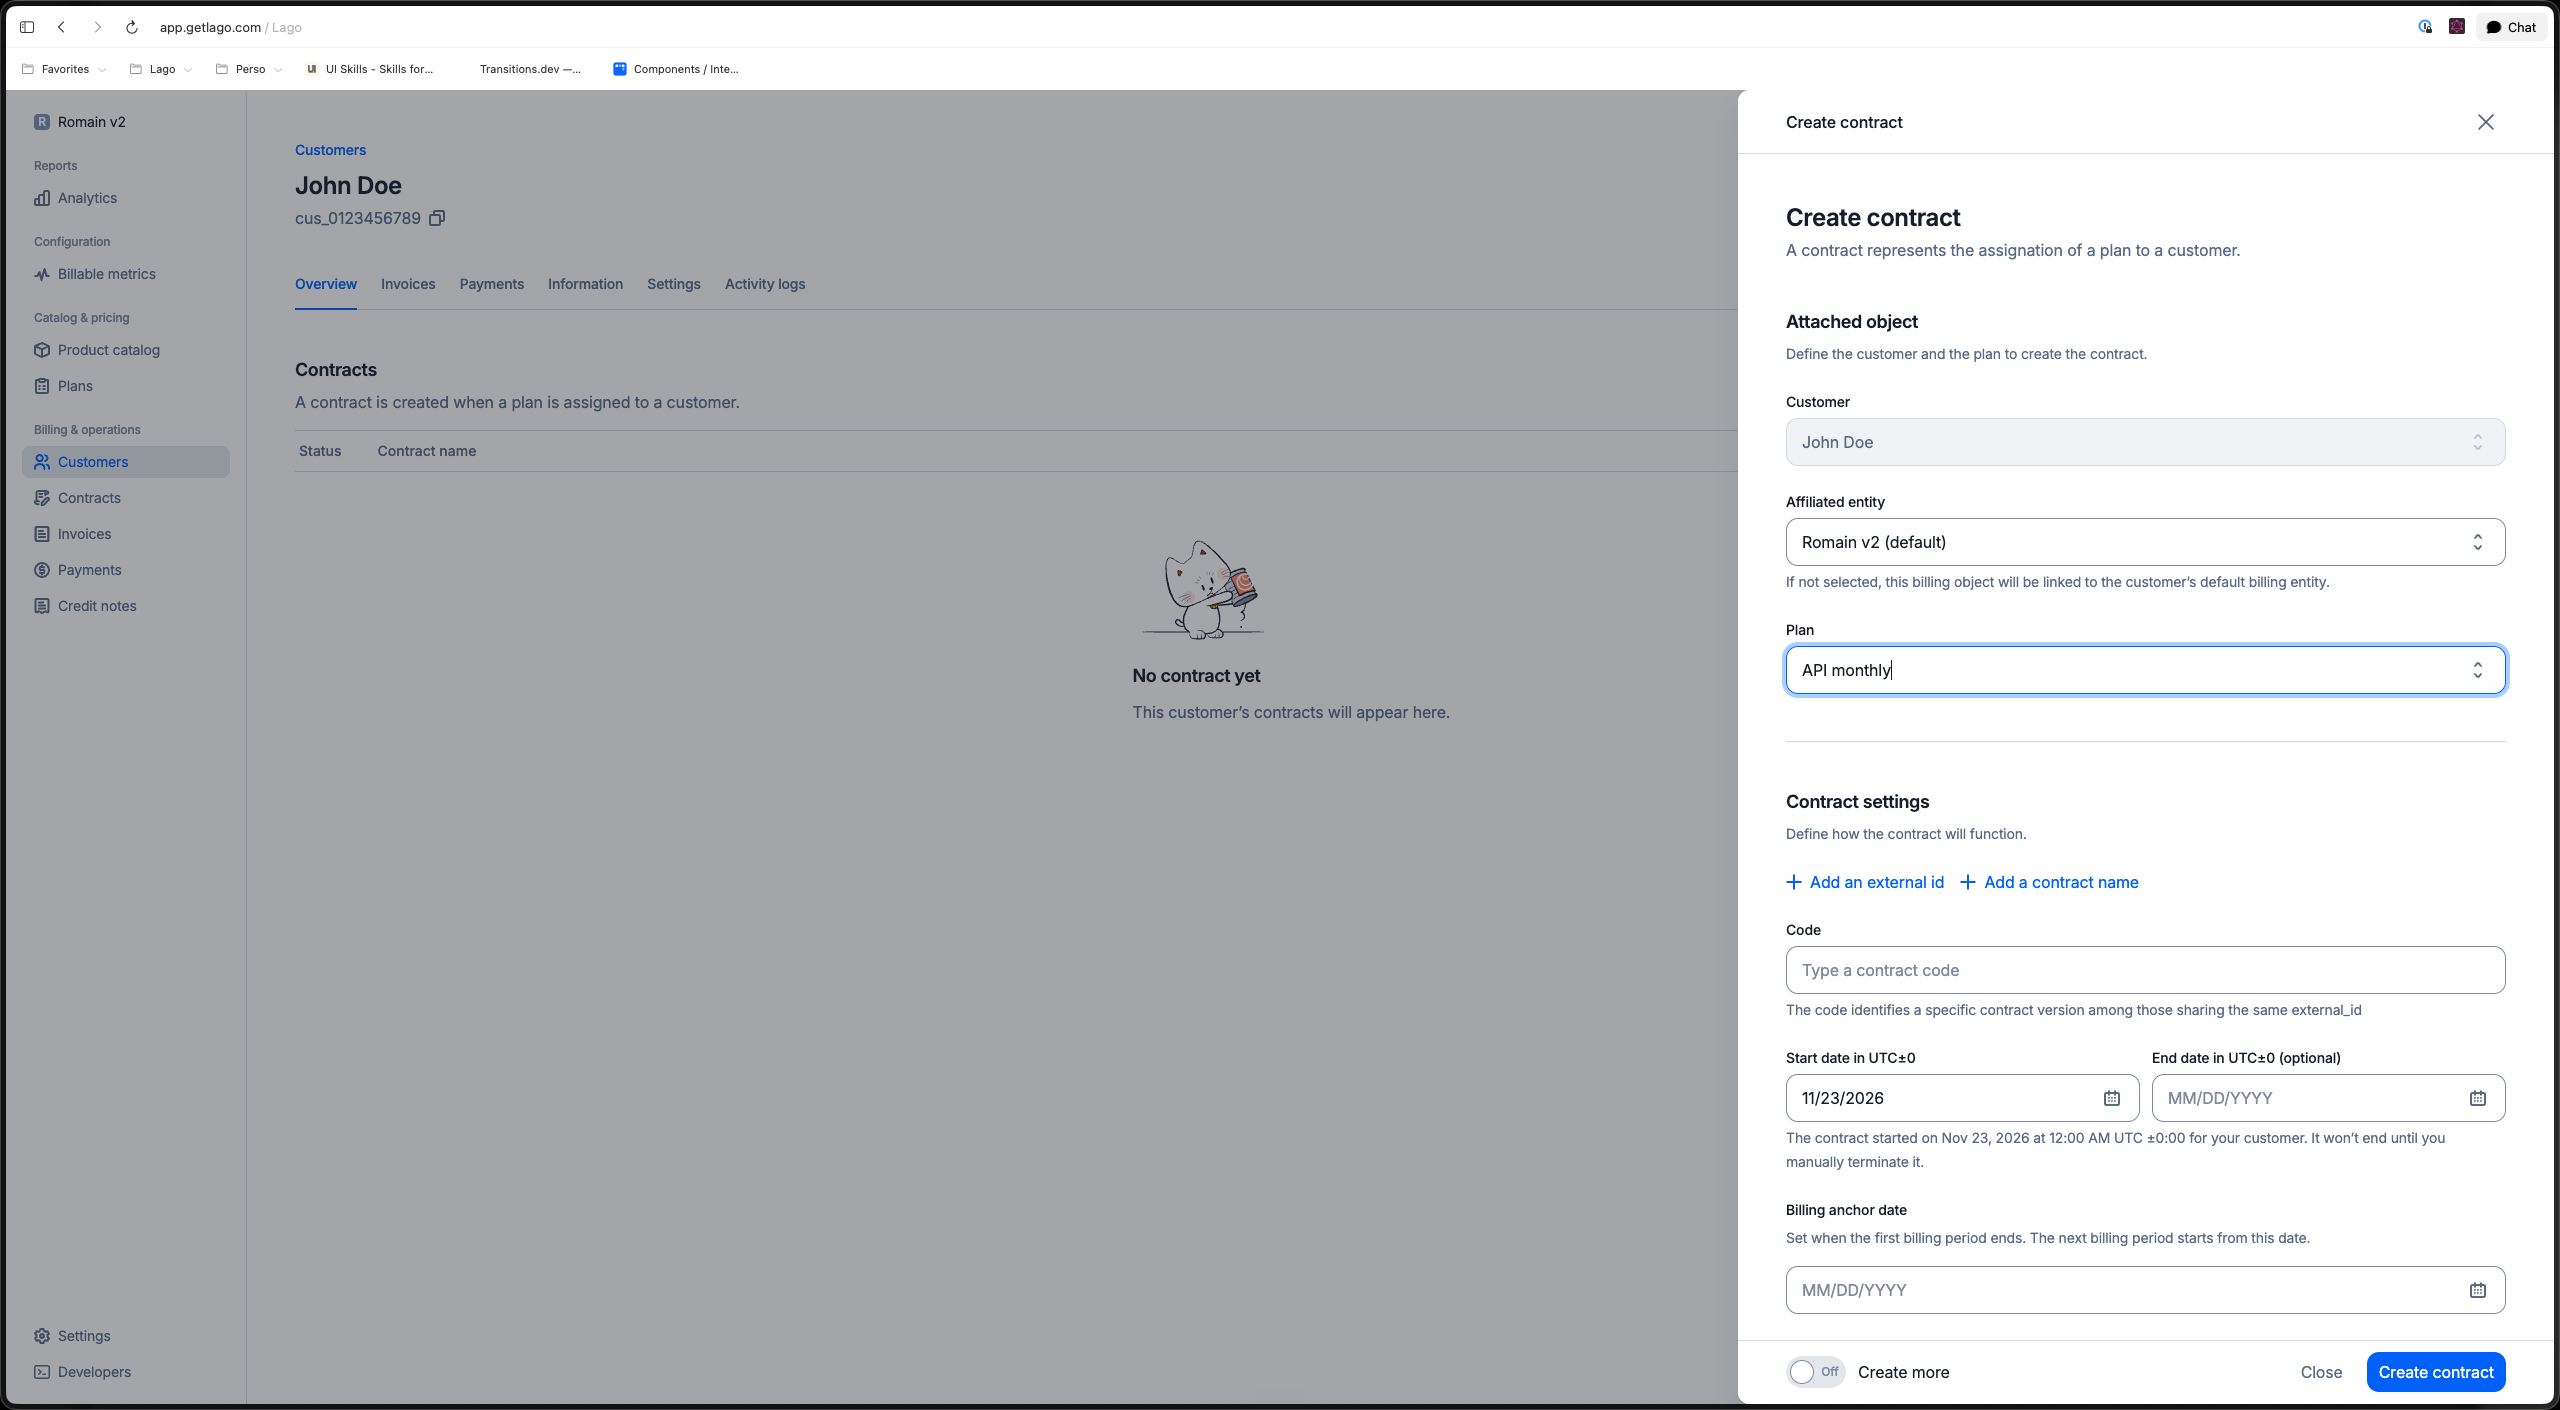 app.getlago.com / Lago
Chat
Favorites
Lago
Perso
UI Skills - Skills for...
Transitions.dev —...
Components / Inte...
R Romain v2
Reports
Analytics
Configuration
Billable metrics
Catalog & pricing
Product catalog
Plans
Billing & operations
Customers
Contracts
Invoices
Payments
Credit notes
Settings
Developers
Customers
John Doe
cus_0123456789
Overview
Invoices
Payments
Information
Settings
Activity logs
Contracts
A contract is created when a plan is assigned to a customer.
Status
Contract name
No contract yet
This customer’s contracts will appear here.
Create contract
Create contract
A contract represents the assignation of a plan to a customer.
Attached object
Define the customer and the plan to create the contract.
Customer
John Doe
Affiliated entity
Romain v2 (default)
If not selected, this billing object will be linked to the customer’s default billing entity.
Plan
API monthly
Contract settings
Define how the contract will function.
Add an external id
Add a contract name
Code
Type a contract code
The code identifies a specific contract version among those sharing the same external_id
Start date in UTC±0
End date in UTC±0 (optional)
11/23/2026
MM/DD/YYYY
The contract started on Nov 23, 2026 at 12:00 AM UTC ±0:00 for your customer. It won’t end until you
manually terminate it.
Billing anchor date
Set when the first billing period ends. The next billing period starts from this date.
MM/DD/YYYY
Off
Create more
Close
Create contract